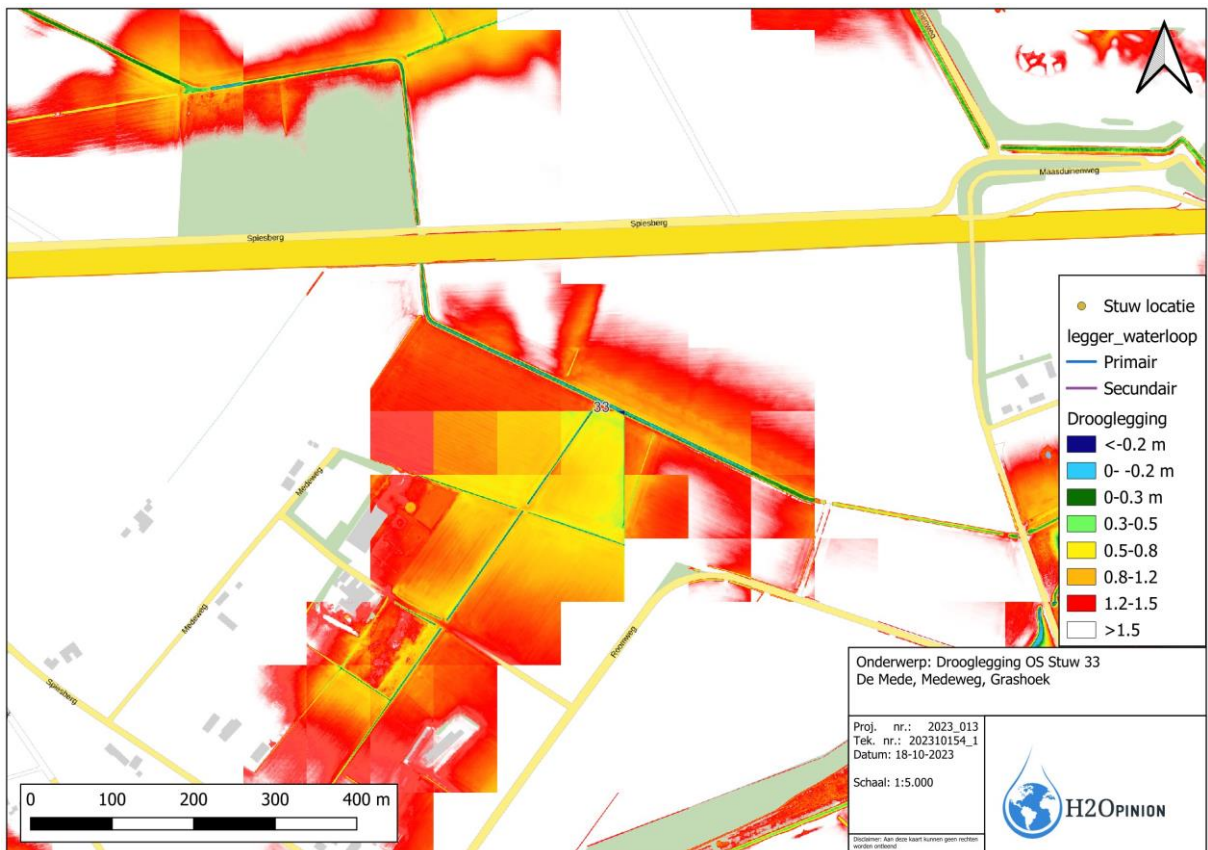 Maasduinenweg
Spiesberg
Spiesberg
33
Medeweg
Medeweg
Spiesberg
Roomweg
Stuw locatie
legger_waterloop
Primair
Secundair
Drooglegging
<-0.2 m
0- -0.2 m
0-0.3 m
0.3-0.5
0.5-0.8
0.8-1.2
1.2-1.5
>1.5
0 100 200 300 400 m
Onderwerp: Drooglegging OS Stuw 33
De Mede, Medeweg, Grashoek
Proj. nr.: 2023_013
Tek. nr.: 202310154_1
Datum: 18-10-2023
Schaal: 1:5.000
Disclaimer: Aan deze kaart kunnen geen rechten
worden ontleend
H2OPINION